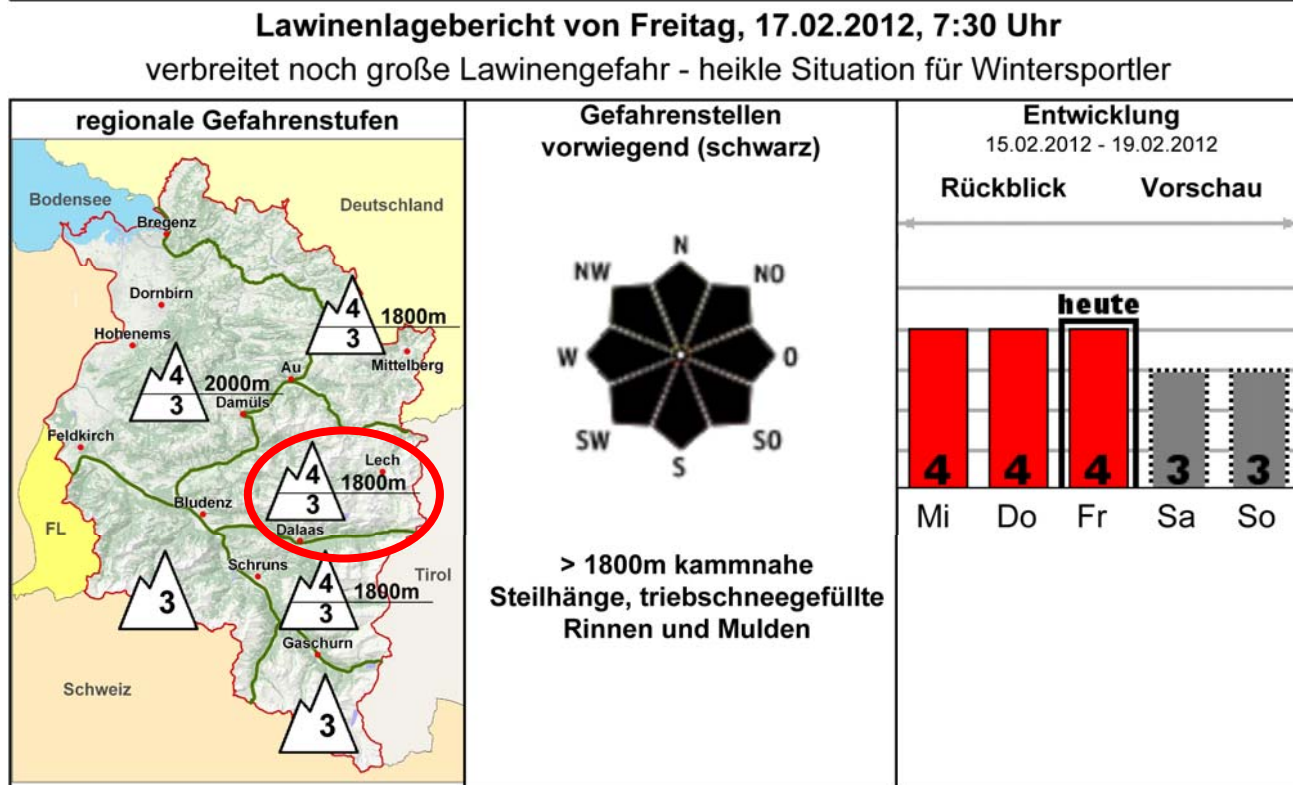 Lawinenlagebericht von Freitag, 17.02.2012, 7:30 Uhr
verbreitet noch große Lawinengefahr - heikle Situation für Wintersportler
regionale Gefahrenstufen
Bodensee
Deutschland
Bregenz
Dornbirn
4
1800m
3
Hohenems
Mittelberg
4
2000m
3
Au
Damüls
Feldkirch
Lech
4
1800m
3
Bludenz
Dalaas
FL
Schruns
Tirol
3
4
1800m
3
Gaschurn
Schweiz
3
Gefahrenstellen
vorwiegend (schwarz)
N
NW
NO
W
O
SW
SO
S
> 1800m kammnahe
Steilhänge, triebschneegefüllte
Rinnen und Mulden
Entwicklung
15.02.2012 - 19.02.2012
Rückblick Vorschau
heute
4 4 4 3 3
Mi Do Fr Sa So